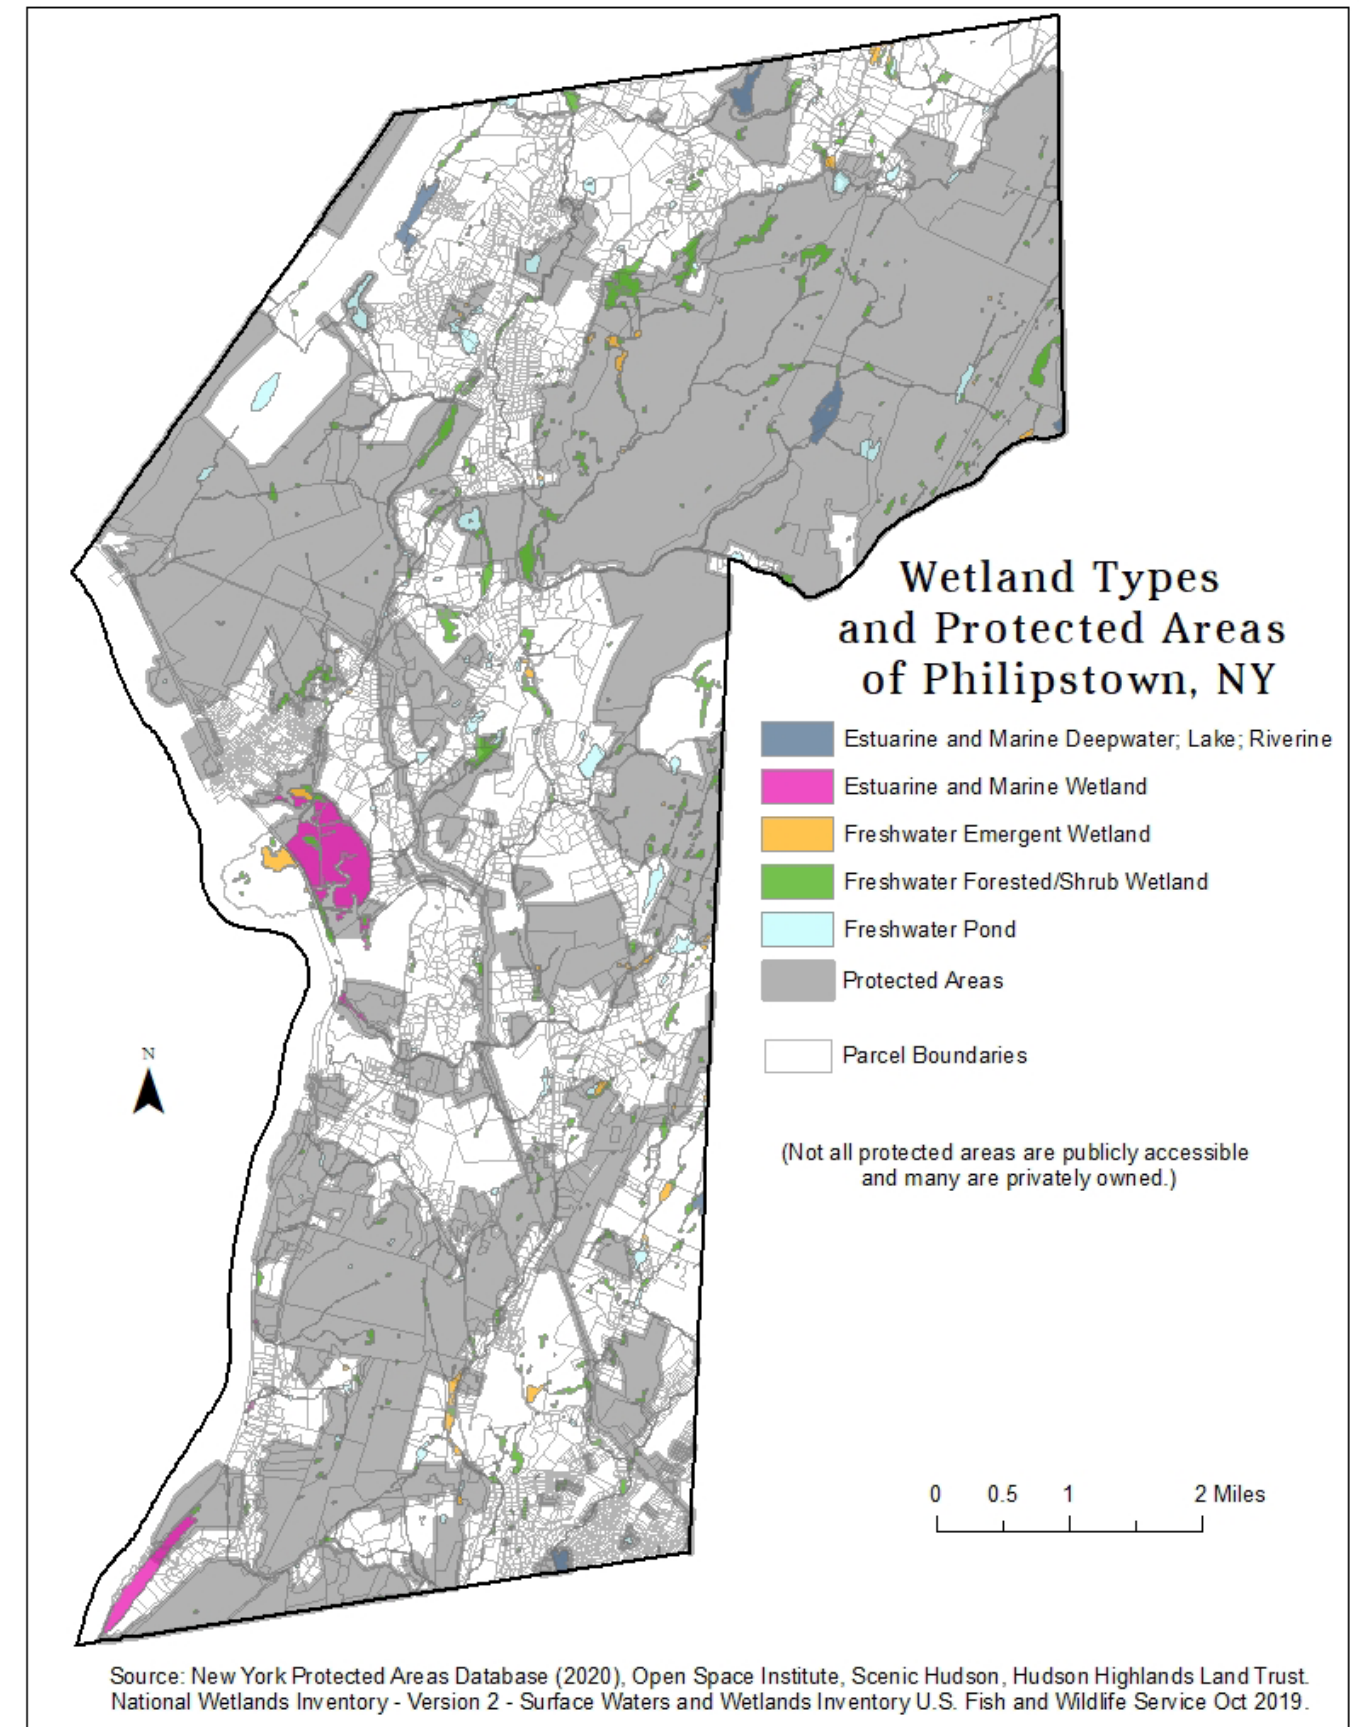 Wetland Types
and Protected Areas
of Philipstown, NY
Estuarine and Marine Deepwater; Lake; Riverine
Estuarine and Marine Wetland
Freshwater Emergent Wetland
Freshwater Forested/Shrub Wetland
Freshwater Pond
Protected Areas
Parcel Boundaries
N
(Not all protected areas are publicly accessible
and many are privately owned.)
0 0.5 1 2 Miles
Source: New York Protected Areas Database (2020), Open Space Institute, Scenic Hudson, Hudson Highlands Land Trust.
National Wetlands Inventory - Version 2 - Surface Waters and Wetlands Inventory U.S. Fish and Wildlife Service Oct 2019.